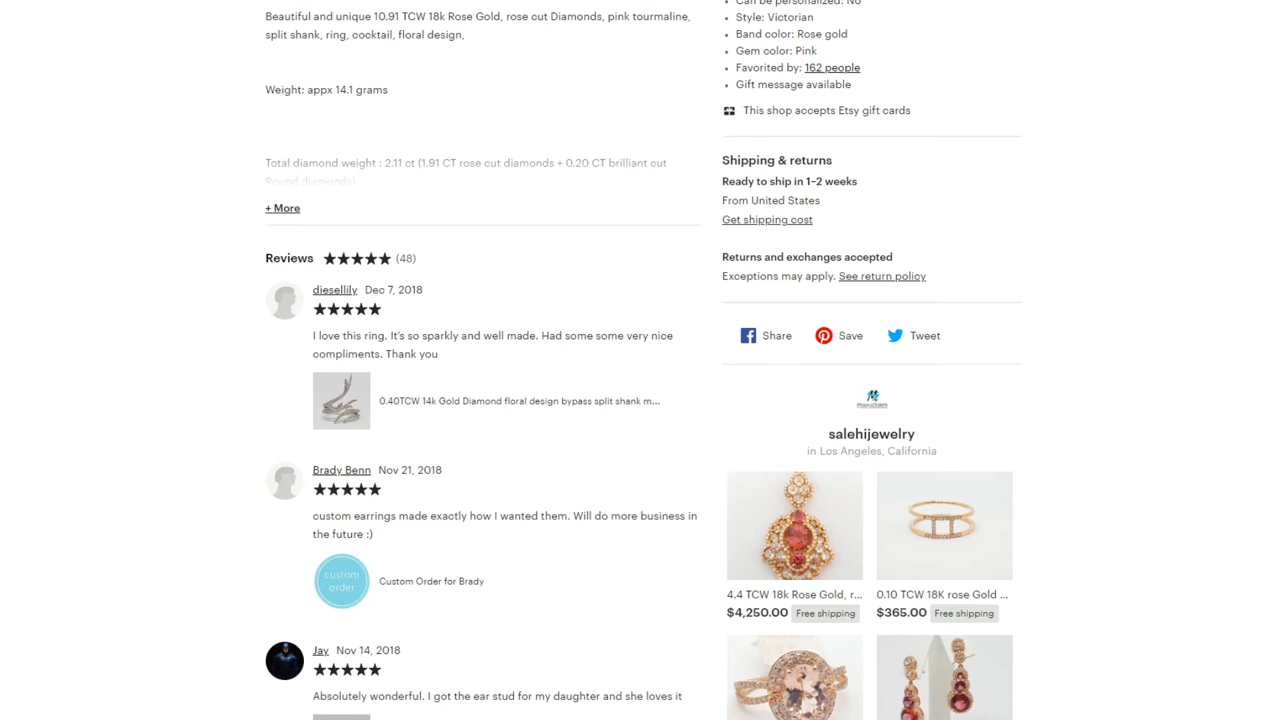 Beautiful and unique 10.91 TCW 18k Rose Gold, rose cut Diamonds, pink tourmaline,
split shank, ring, cocktail, floral design,
Weight: appx 14.1 grams
Total diamond weight : 2.11 ct (1.91 CT rose cut diamonds + 0.20 CT brilliant cut
Round diamonds)
+ More
Reviews ★★★★★ (48)
diesellily Dec 7, 2018
★★★★★
I love this ring. It's so sparkly and well made. Had some some very nice
compliments. Thank you
0.40TCW 14k Gold Diamond floral design bypass split shank m...
Brady Benn Nov 21, 2018
★★★★★
custom earrings made exactly how I wanted them. Will do more business in
the future :)
custom
order
Custom Order for Brady
Jay Nov 14, 2018
★★★★★
Absolutely wonderful. I got the ear stud for my daughter and she loves it
Can be personalized: No
Style: Victorian
Band color: Rose gold
Gem color: Pink
Favorited by: 162 people
Gift message available
This shop accepts Etsy gift cards
Shipping & returns
Ready to ship in 1–2 weeks
From United States
Get shipping cost
Returns and exchanges accepted
Exceptions may apply. See return policy
Share Save Tweet
salehijewelry
in Los Angeles, California
4.4 TCW 18k Rose Gold, r...
$4,250.00 Free shipping
0.10 TCW 18K rose Gold ...
$365.00 Free shipping